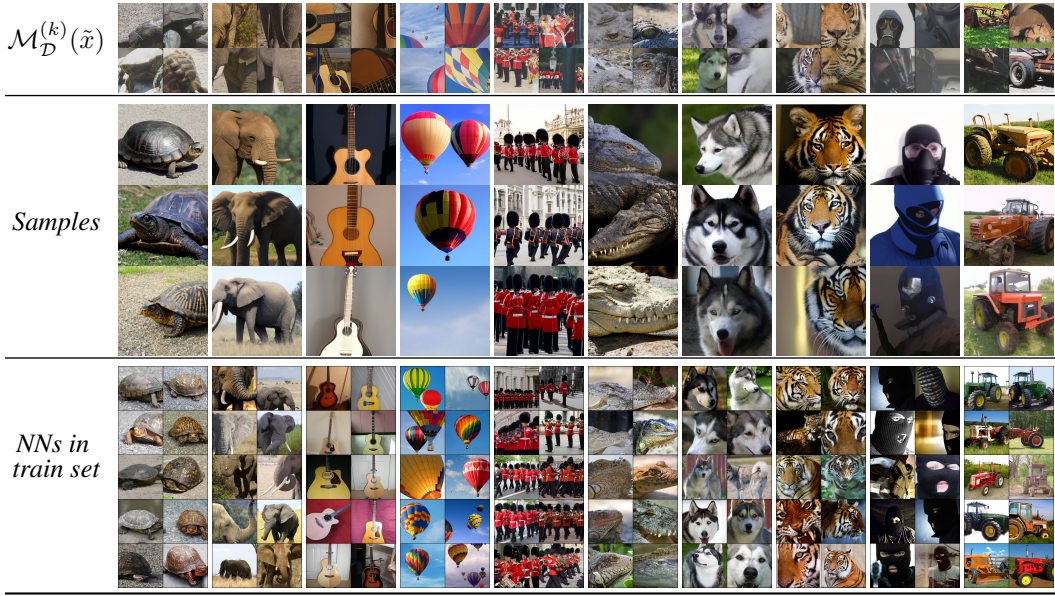 $\mathcal{M}_{\mathcal{D}}^{(k)}(\tilde{x})$
Samples
NNs in
train set